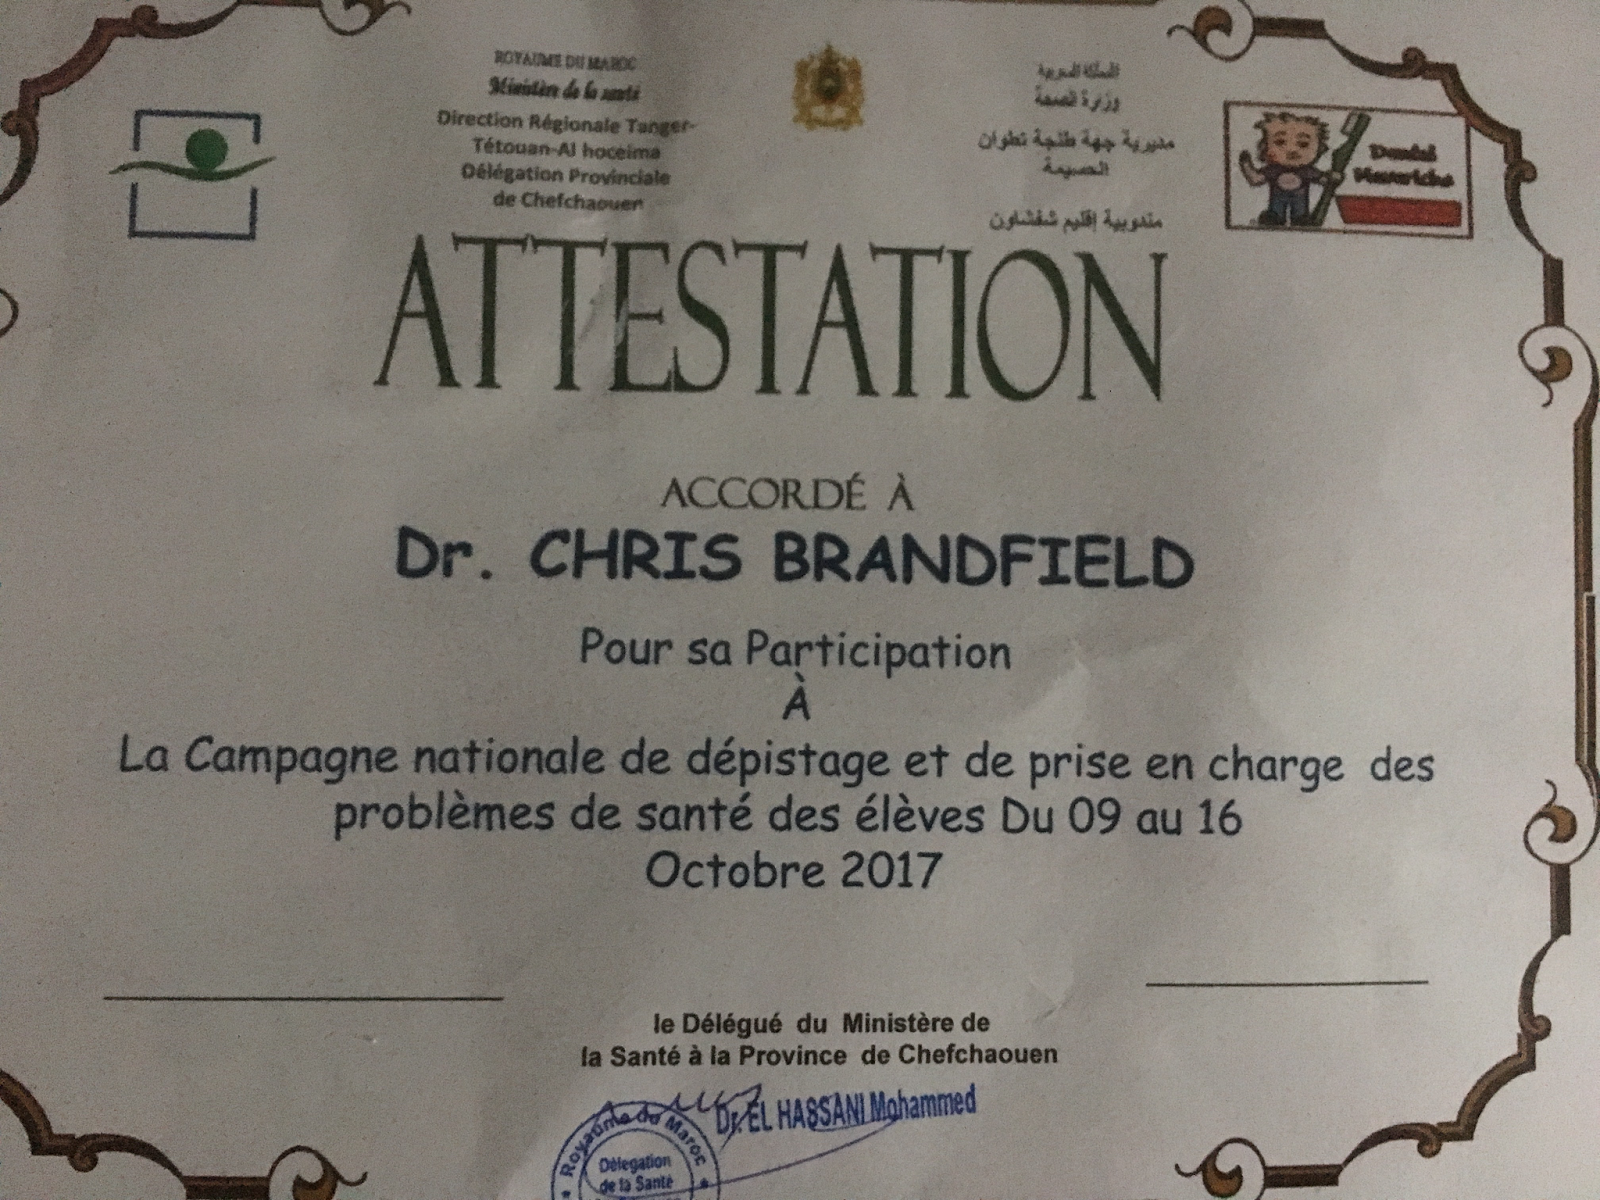 ROYAUME DU MAROC
Ministère de la santé
Direction Régionale Tanger-
Tétouan-Al hoceima
Délégation Provinciale
de Chefchaouen
المملكة المغربية
وزارة الصحة
مديرية جهة طنجة تطوان
الحسيمة
مندوبية إقليم شفشاون
Dental
Mavericks
ATTESTATION
ACCORDÉ À
Dr. CHRIS BRANDFIELD
Pour sa Participation
À
La Campagne nationale de dépistage et de prise en charge des
problèmes de santé des élèves Du 09 au 16
Octobre 2017
le Délégué du Ministère de
la Santé à la Province de Chefchaouen
Dr. EL HASSANI Mohammed
Royaume du Maroc
Délegation
de la Santé